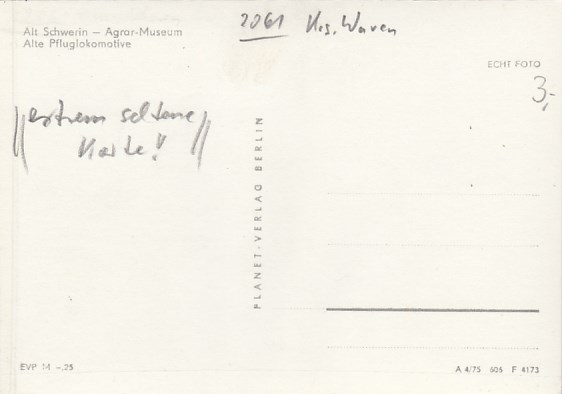 2061 Krs. Waren
Alt Schwerin — Agrar-Museum
Alte Pfluglokomative
ECHT FOTO
3,-
extrem seltene
Karte!
PLANET-VERLAG BERLIN
EVP M -,25
A 4/75 605 F 4173